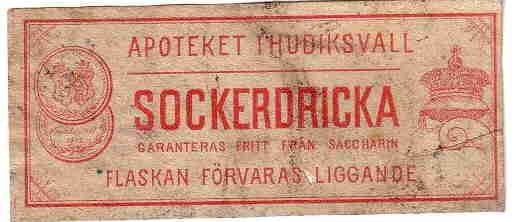 APOTEKET I HUDIKSVALL
SOCKERDRICKA
GARANTERAS FRITT FRÅN SACCHARIN
FLASKAN FÖRVARAS LIGGANDE